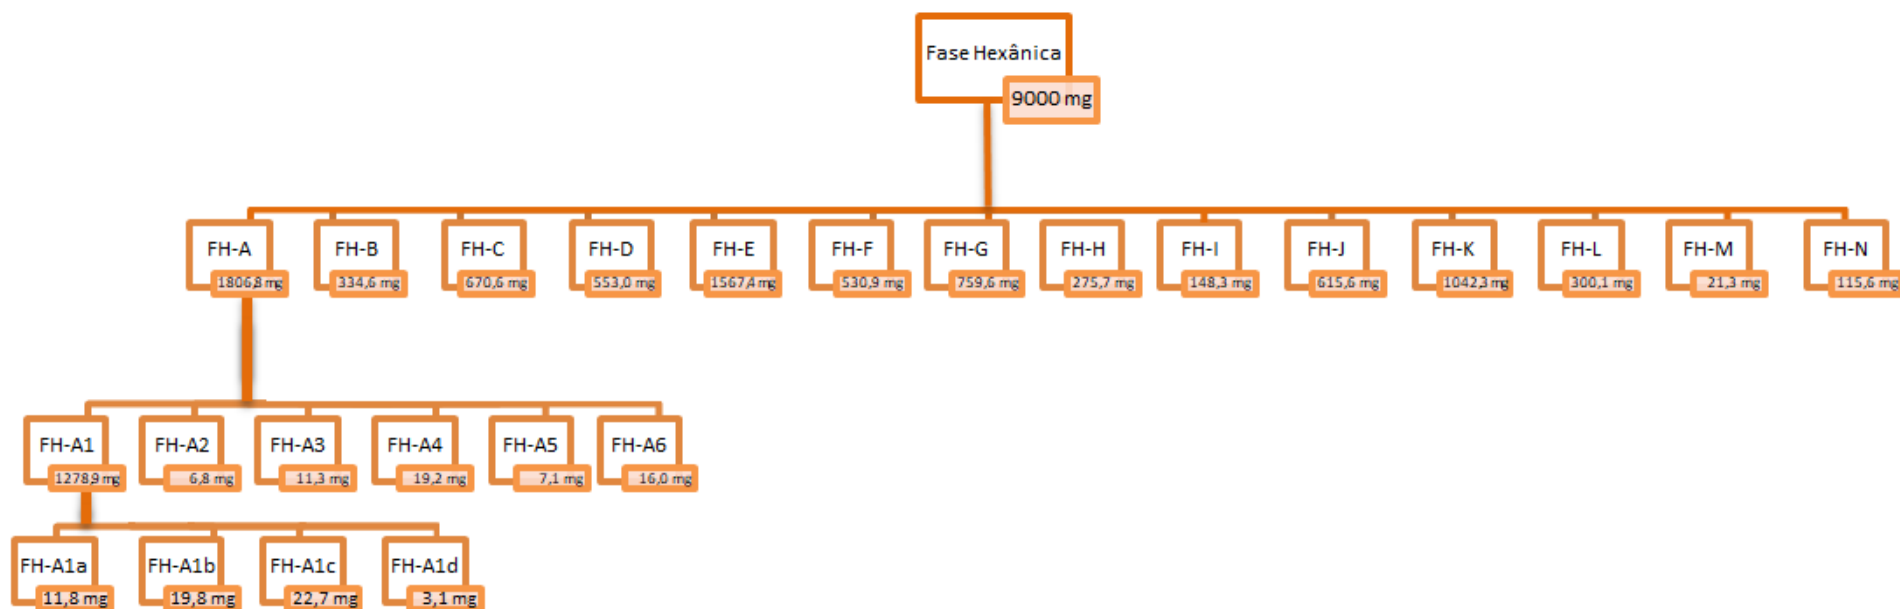 Fase Hexânica
9000 mg
FH-A
1806,8 mg
FH-B
334,6 mg
FH-C
670,6 mg
FH-D
553,0 mg
FH-E
1567,4 mg
FH-F
530,9 mg
FH-G
759,6 mg
FH-H
275,7 mg
FH-I
148,3 mg
FH-J
615,6 mg
FH-K
1042,3 mg
FH-L
300,1 mg
FH-M
21,3 mg
FH-N
115,6 mg
FH-A1
1278,9 mg
FH-A2
6,8 mg
FH-A3
11,3 mg
FH-A4
19,2 mg
FH-A5
7,1 mg
FH-A6
16,0 mg
FH-A1a
11,8 mg
FH-A1b
19,8 mg
FH-A1c
22,7 mg
FH-A1d
3,1 mg